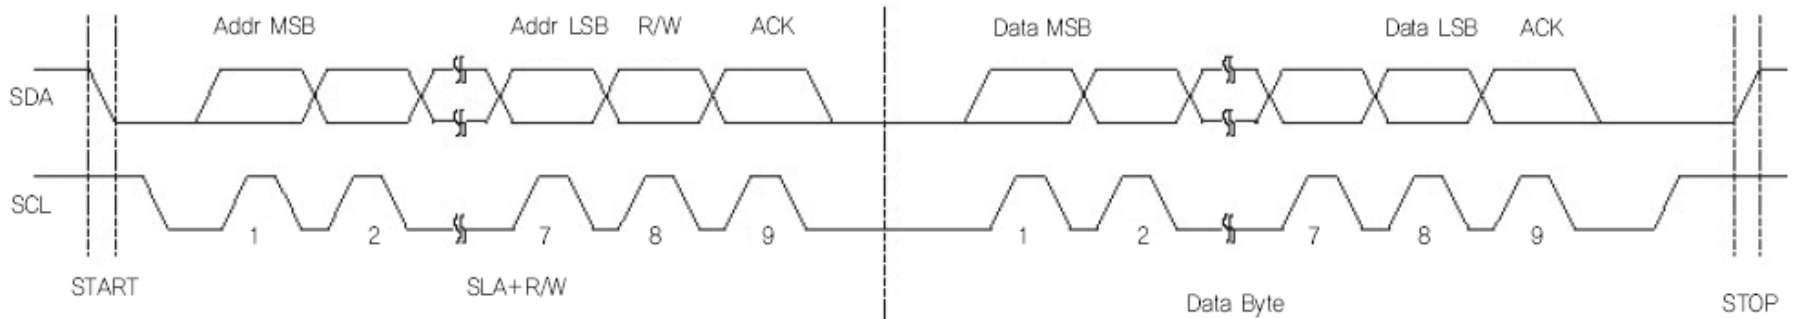 Addr MSB Addr LSB R/W ACK Data MSB Data LSB ACK
SDA
SCL
1 2 7 8 9 1 2 7 8 9
START SLA+R/W Data Byte STOP